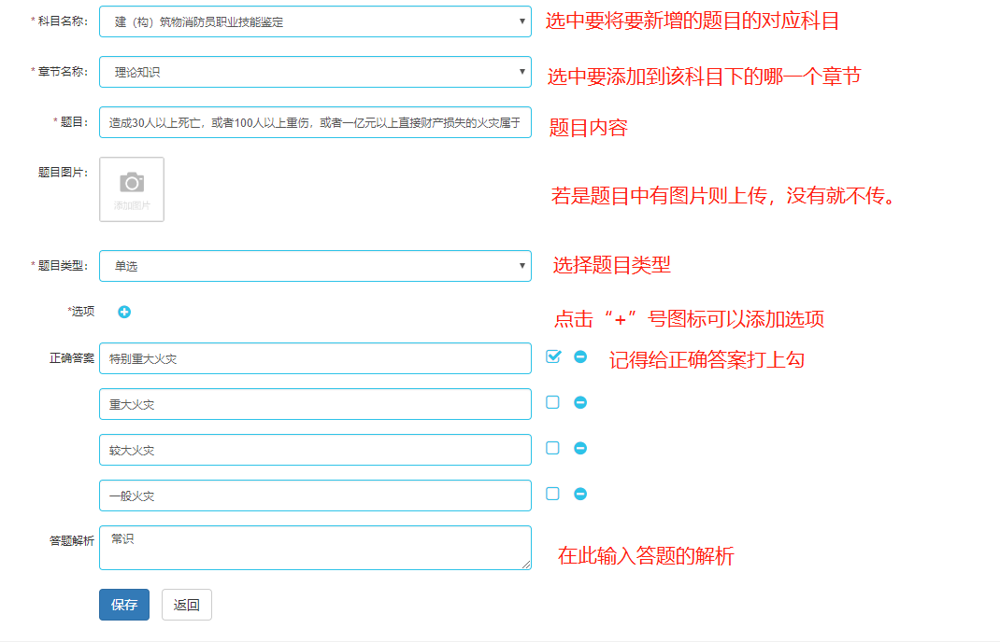 *科目名称： 建（构）筑物消防员职业技能鉴定 选中要将要新增的题目的对应科目
*章节名称： 理论知识 选中要添加到该科目下的哪一个章节
*题目： 造成30人以上死亡，或者100人以上重伤，或者一亿元以上直接财产损失的火灾属于 题目内容
题目图片：
添加图片
若是题目中有图片则上传，没有就不传。
*题目类型： 单选 选择题目类型
*选项 点击“+”号图标可以添加选项
正确答案 特别重大火灾 记得给正确答案打上勾
重大火灾
较大火灾
一般火灾
答题解析 常识 在此输入答题的解析
保存 返回